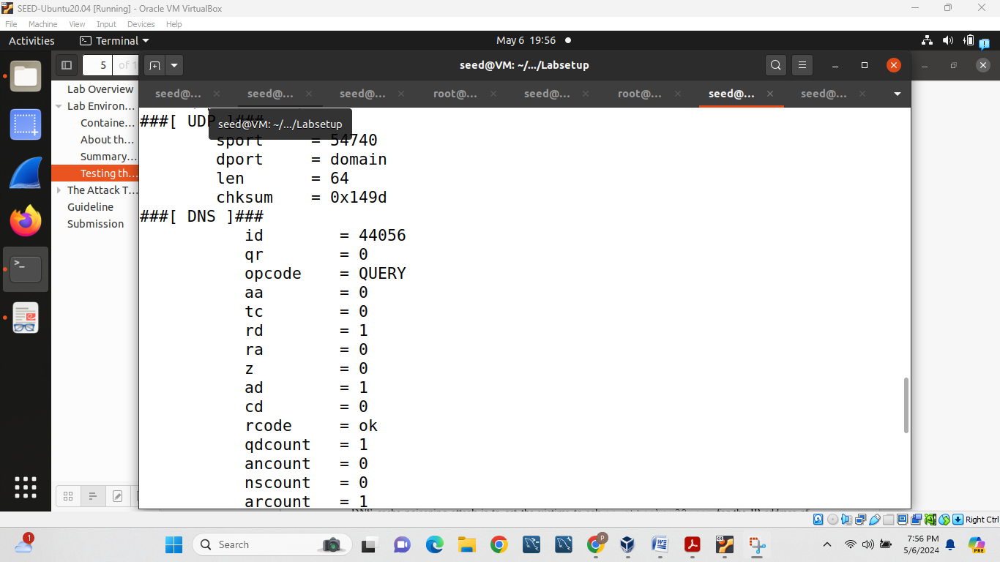 SEED-Ubuntu20.04 [Running] - Oracle VM VirtualBox
File Machine View Input Devices Help
Activities Terminal May 6 19:56
5 of 1
seed@VM: ~/.../Labsetup
seed@... seed@... seed@... root@... seed@... root@... seed@... seed@...
Lab Overview
Lab Environ...
Containe...
About th...
Summary...
Testing th...
The Attack T...
Guideline
Submission
seed@VM: ~/.../Labsetup
###[ UDP ]###
sport = 54740
dport = domain
len = 64
chksum = 0x149d
###[ DNS ]###
id = 44056
qr = 0
opcode = QUERY
aa = 0
tc = 0
rd = 1
ra = 0
z = 0
ad = 1
cd = 0
rcode = ok
qdcount = 1
ancount = 0
nscount = 0
arcount = 1
Right Ctrl
1
Search
P
64
7:56 PM
5/6/2024
PRE